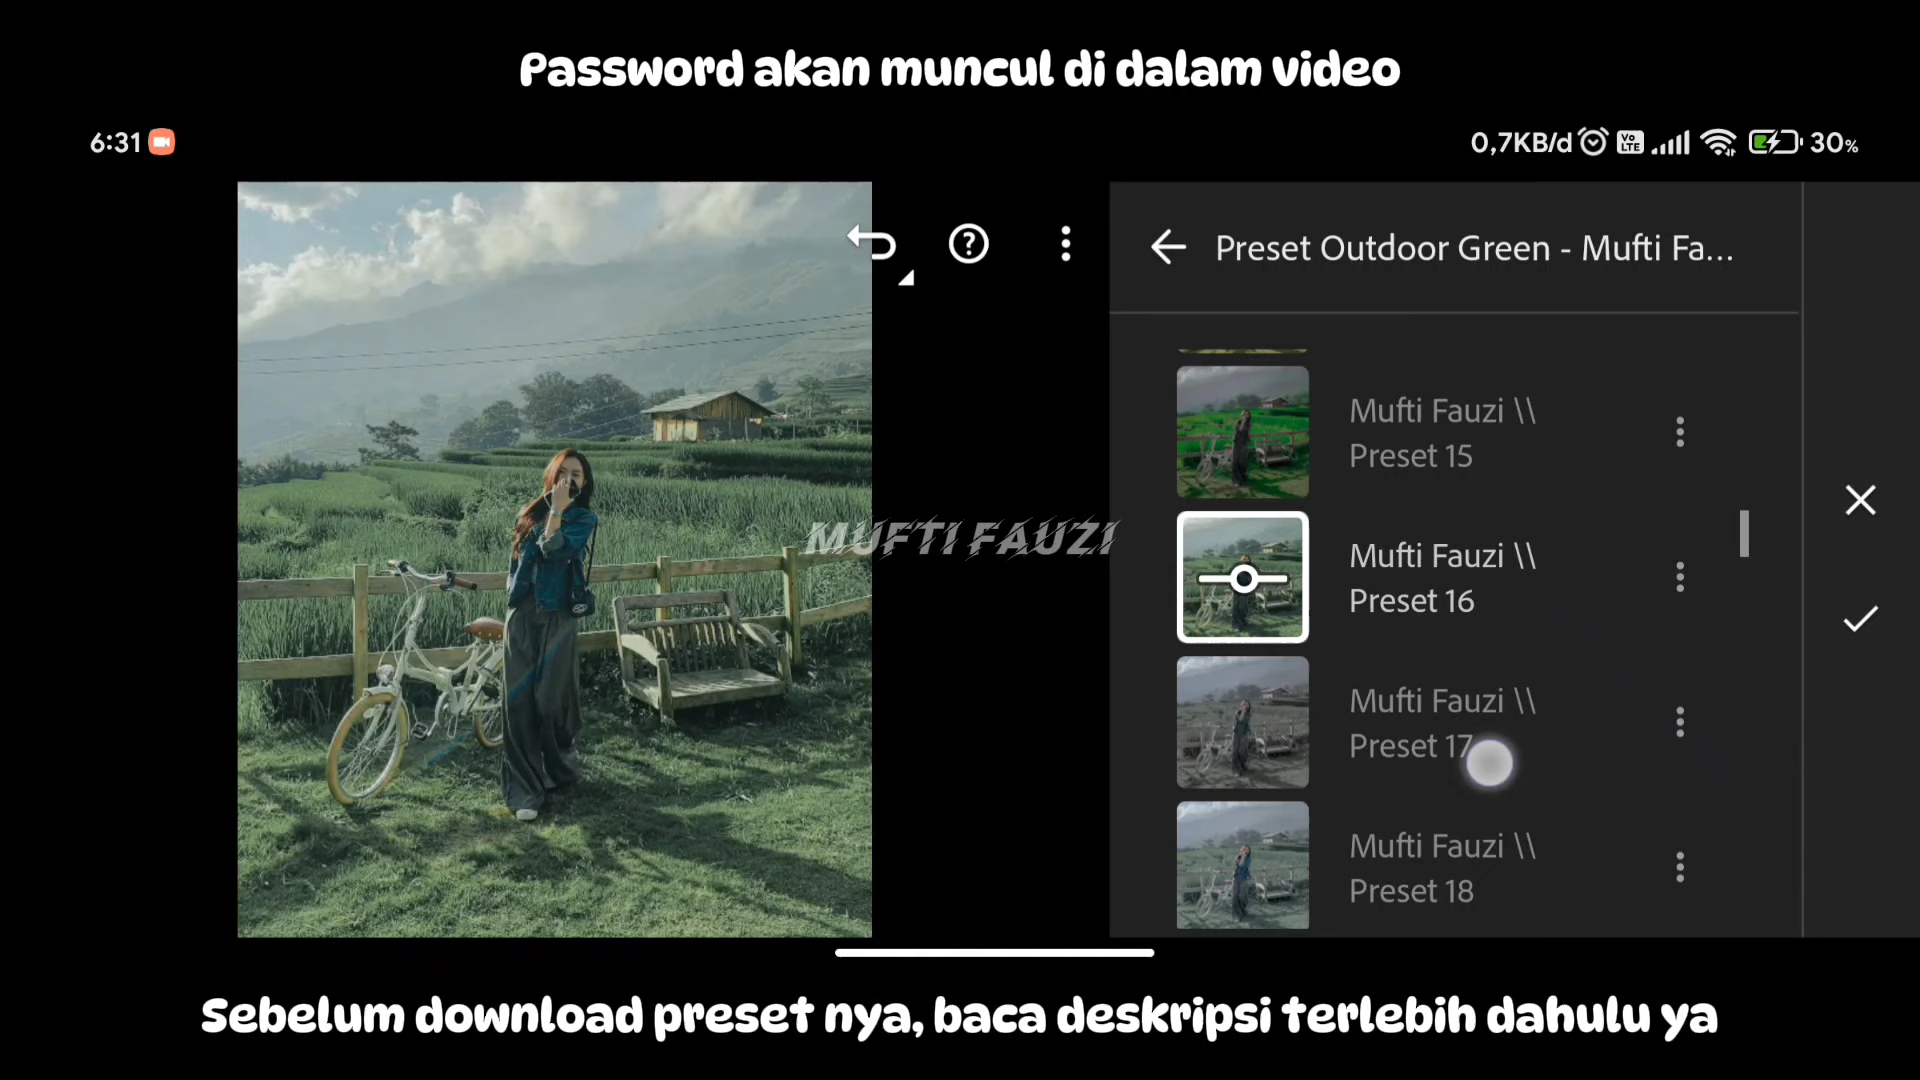 Password akan muncul di dalam video
6:31
0,7KB/d Vo LTE 30%
Preset Outdoor Green - Mufti Fa...
Mufti Fauzi \\
Preset 15
MUFTI FAUZI
Mufti Fauzi \\
Preset 16
Mufti Fauzi \\
Preset 17
Mufti Fauzi \\
Preset 18
Sebelum download preset nya, baca deskripsi terlebih dahulu ya